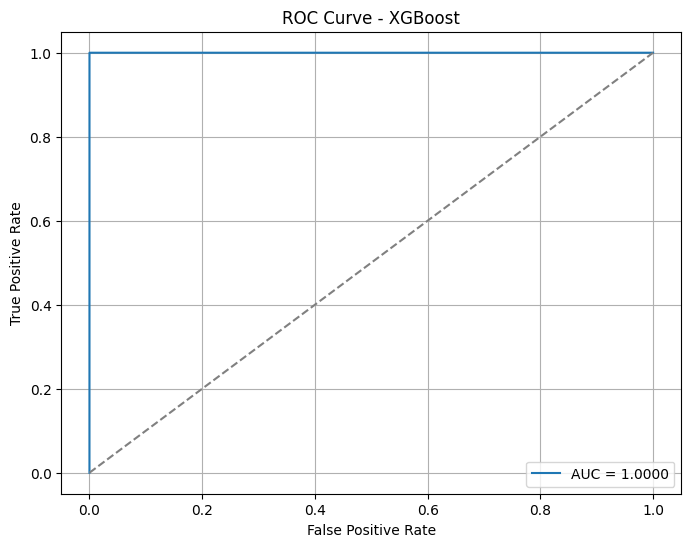 ROC Curve - XGBoost
1.0
0.8
0.6
0.4
0.2
0.0
True Positive Rate
AUC = 1.0000
0.0 0.2 0.4 0.6 0.8 1.0
False Positive Rate